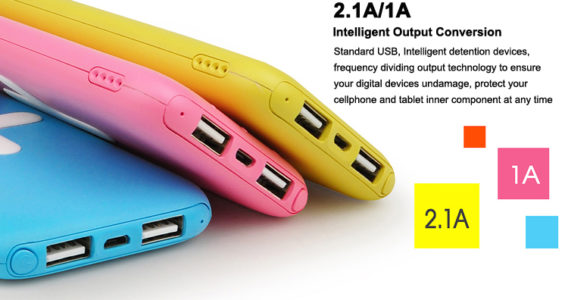 2.1A/1A
Intelligent Output Conversion
Standard USB, Intelligent detention devices,
frequency dividing output technology to ensure
your digital devices undamage, protect your
cellphone and tablet inner component at any time
1A
2.1A